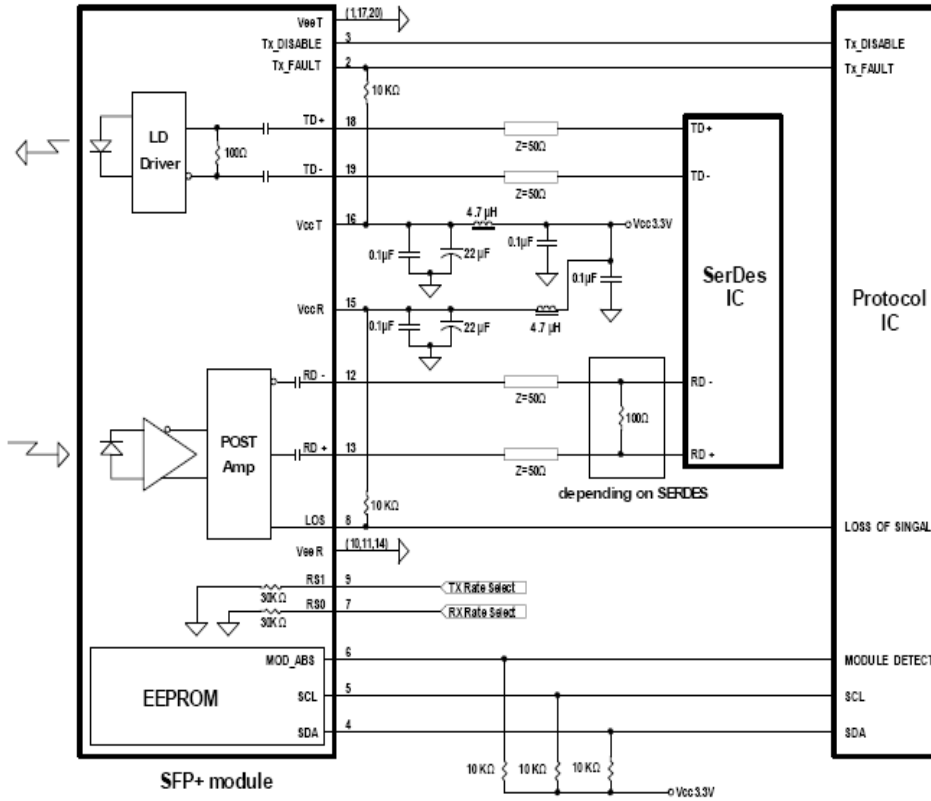 VeeT
(1,17,20)
Tx_DISABLE
3
Tx_DISABLE
Tx_FAULT
2
Tx_FAULT
10 KΩ
LD
Driver
100Ω
TD+
18
Z=50Ω
TD+
TD-
19
Z=50Ω
TD-
VccT
16
4.7 μH
Vcc3.3V
0.1μF
22 μF
0.1μF
0.1μF
SerDes
IC
Protocol
IC
VccR
15
0.1μF
22 μF
4.7 μH
RD -
12
Z=50Ω
RD -
100Ω
POST
Amp
RD +
13
Z=50Ω
RD +
depending on SERDES
10 KΩ
LOS
8
LOSS OF SINGAL
VeeR
(10,11,14)
RS1
9
TX Rate Select
30KΩ
RS0
7
RX Rate Select
30KΩ
MOD_ABS
6
MODULE DETECT
EEPROM
SCL
5
SCL
SDA
4
SDA
10 KΩ
10 KΩ
10 KΩ
Vcc3.3V
SFP+ module